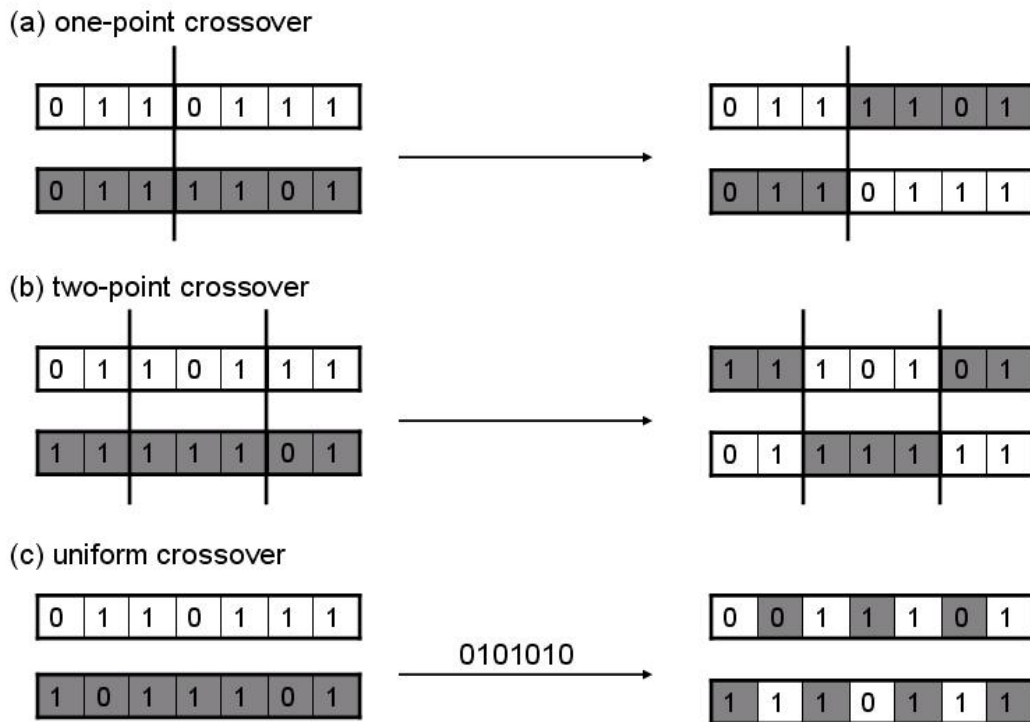 (a) one-point crossover
0 1 1 0 1 1 1 0 1 1 1 1 0 1
0 1 1 1 1 0 1 0 1 1 0 1 1 1
(b) two-point crossover
0 1 1 0 1 1 1 1 1 1 0 1 0 1
1 1 1 1 1 0 1 0 1 1 1 1 1 1
(c) uniform crossover
0 1 1 0 1 1 1 0 0 1 1 1 0 1
0101010
1 0 1 1 1 0 1 1 1 1 0 1 1 1